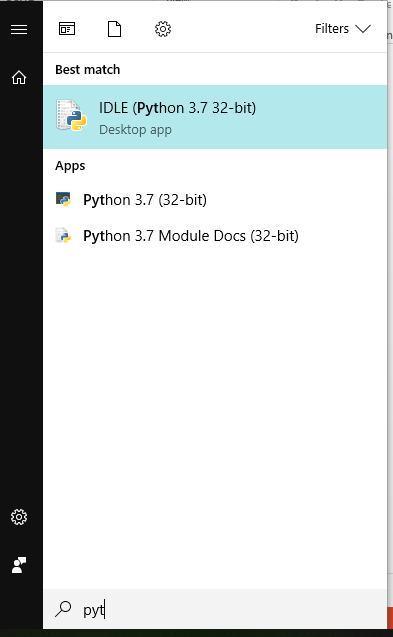 Filters
Best match
IDLE (Python 3.7 32-bit)
Desktop app
Apps
Python 3.7 (32-bit)
Python 3.7 Module Docs (32-bit)
pyt